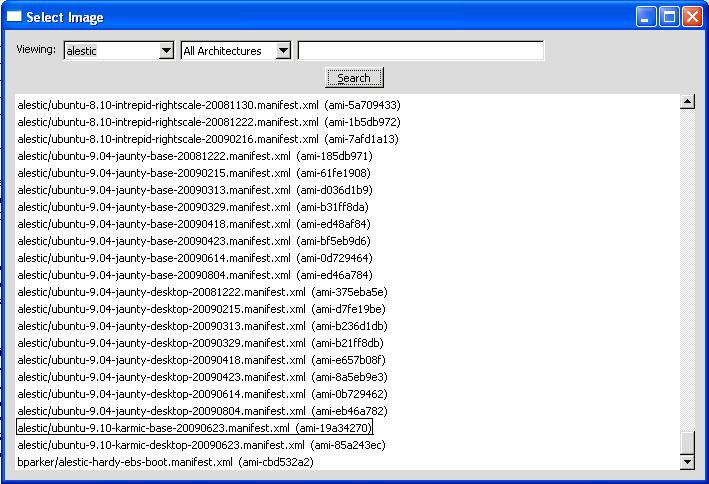 Select Image
Viewing: alestic All Architectures
Search
alestic/ubuntu-8.10-intrepid-rightscale-20081130.manifest.xml (ami-5a709433)
alestic/ubuntu-8.10-intrepid-rightscale-20081222.manifest.xml (ami-1b5db972)
alestic/ubuntu-8.10-intrepid-rightscale-20090216.manifest.xml (ami-7afd1a13)
alestic/ubuntu-9.04-jaunty-base-20081222.manifest.xml (ami-185db971)
alestic/ubuntu-9.04-jaunty-base-20090215.manifest.xml (ami-61fe1908)
alestic/ubuntu-9.04-jaunty-base-20090313.manifest.xml (ami-d036d1b9)
alestic/ubuntu-9.04-jaunty-base-20090329.manifest.xml (ami-b31ff8da)
alestic/ubuntu-9.04-jaunty-base-20090418.manifest.xml (ami-ed48af84)
alestic/ubuntu-9.04-jaunty-base-20090423.manifest.xml (ami-bf5eb9d6)
alestic/ubuntu-9.04-jaunty-base-20090614.manifest.xml (ami-0d729464)
alestic/ubuntu-9.04-jaunty-base-20090804.manifest.xml (ami-ed46a784)
alestic/ubuntu-9.04-jaunty-desktop-20081222.manifest.xml (ami-375eba5e)
alestic/ubuntu-9.04-jaunty-desktop-20090215.manifest.xml (ami-d7fe19be)
alestic/ubuntu-9.04-jaunty-desktop-20090313.manifest.xml (ami-b236d1db)
alestic/ubuntu-9.04-jaunty-desktop-20090329.manifest.xml (ami-b21ff8db)
alestic/ubuntu-9.04-jaunty-desktop-20090418.manifest.xml (ami-e657b08f)
alestic/ubuntu-9.04-jaunty-desktop-20090423.manifest.xml (ami-8a5eb9e3)
alestic/ubuntu-9.04-jaunty-desktop-20090614.manifest.xml (ami-0b729462)
alestic/ubuntu-9.04-jaunty-desktop-20090804.manifest.xml (ami-eb46a782)
alestic/ubuntu-9.10-karmic-base-20090623.manifest.xml (ami-19a34270)
alestic/ubuntu-9.10-karmic-desktop-20090623.manifest.xml (ami-85a243ec)
bparker/alestic-hardy-ebs-boot.manifest.xml (ami-cbd532a2)